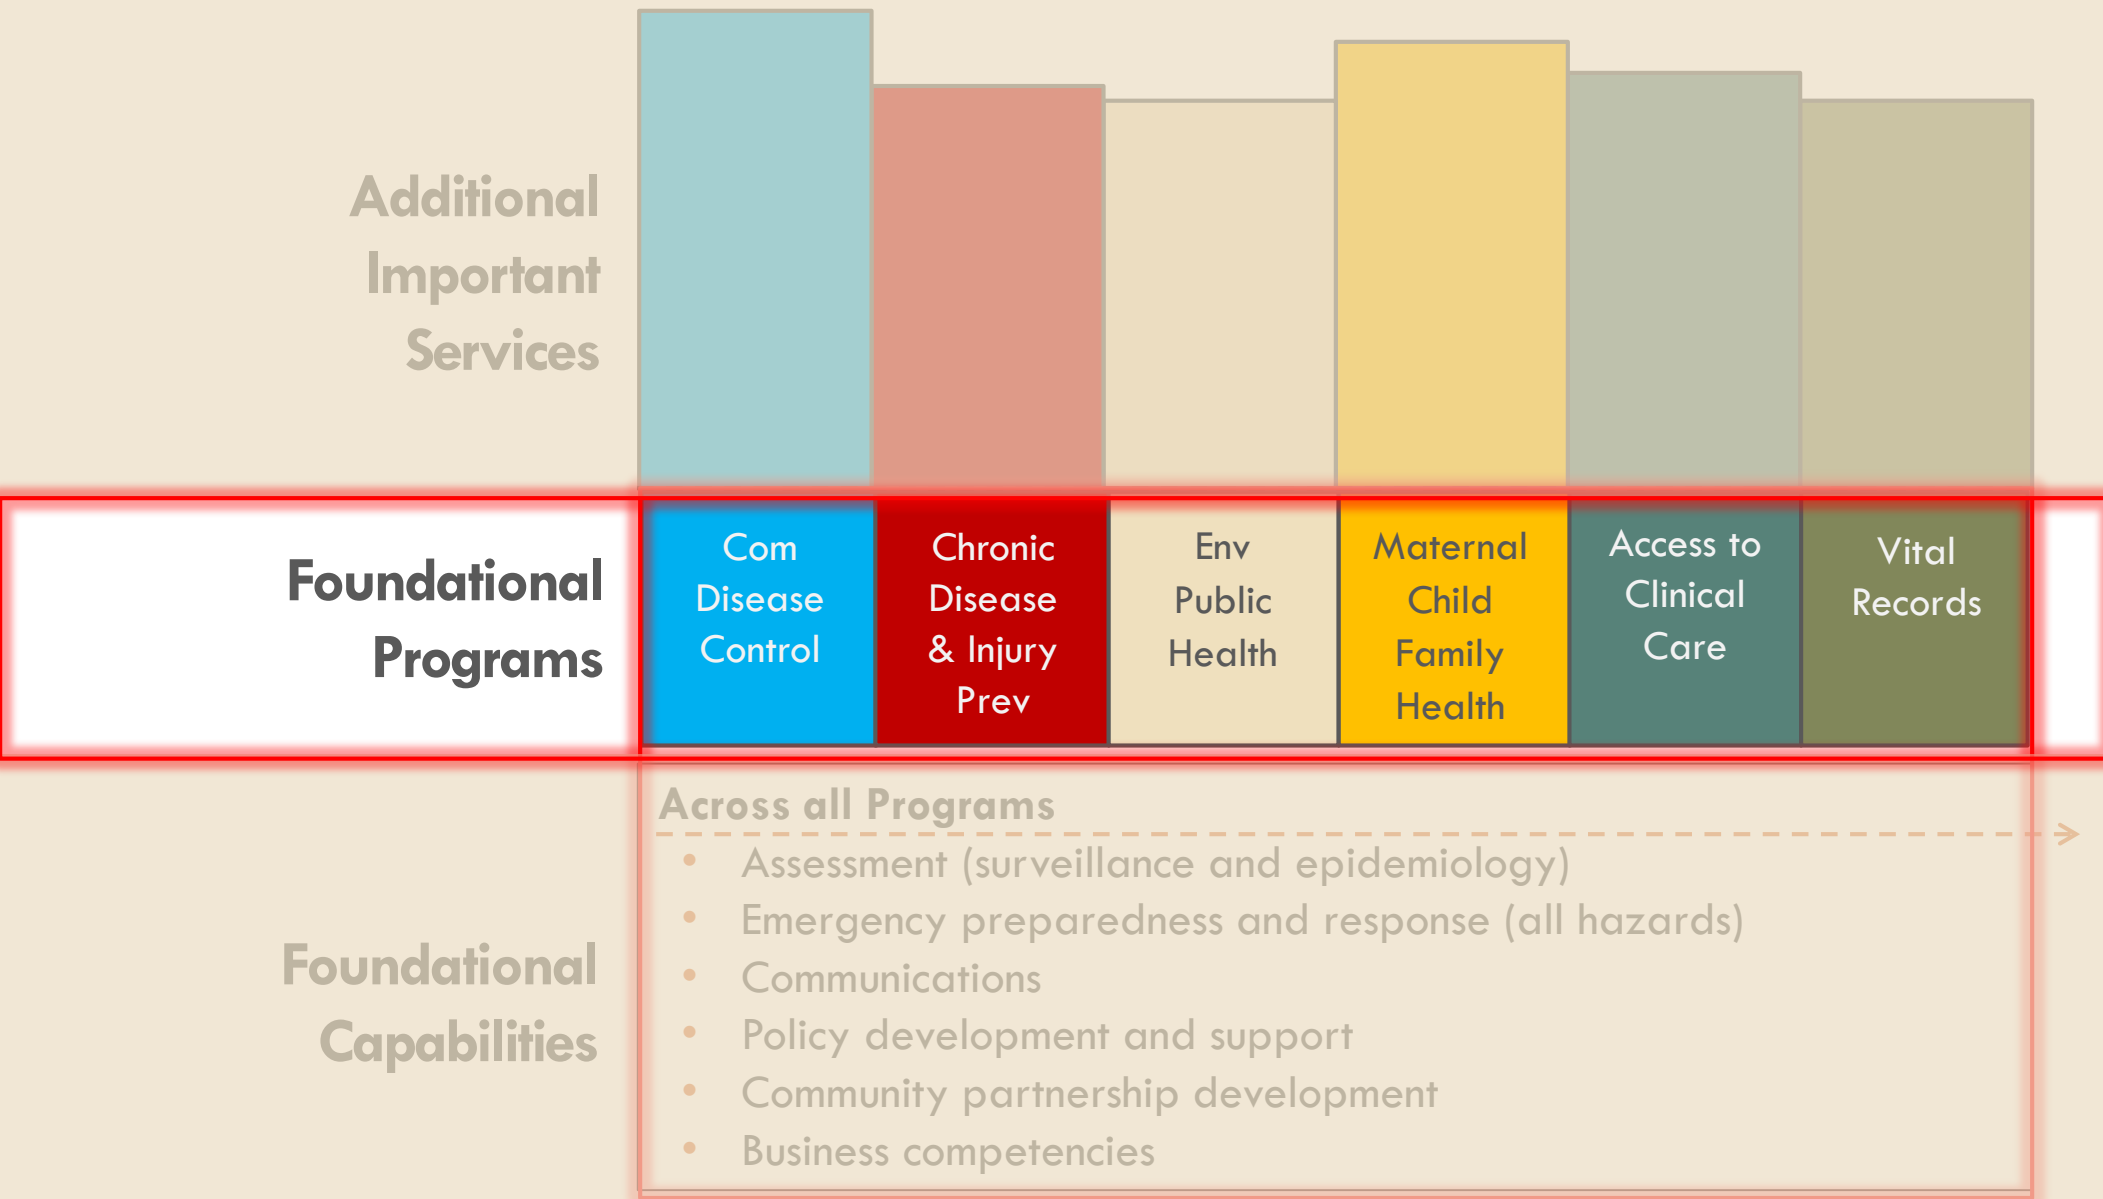 Additional
Important
Services
Foundational
Programs
Com
Disease
Control
Chronic
Disease
& Injury
Prev
Env
Public
Health
Maternal
Child
Family
Health
Access to
Clinical
Care
Vital
Records
Foundational
Capabilities
Across all Programs
• Assessment (surveillance and epidemiology)
• Emergency preparedness and response (all hazards)
• Communications
• Policy development and support
• Community partnership development
• Business competencies